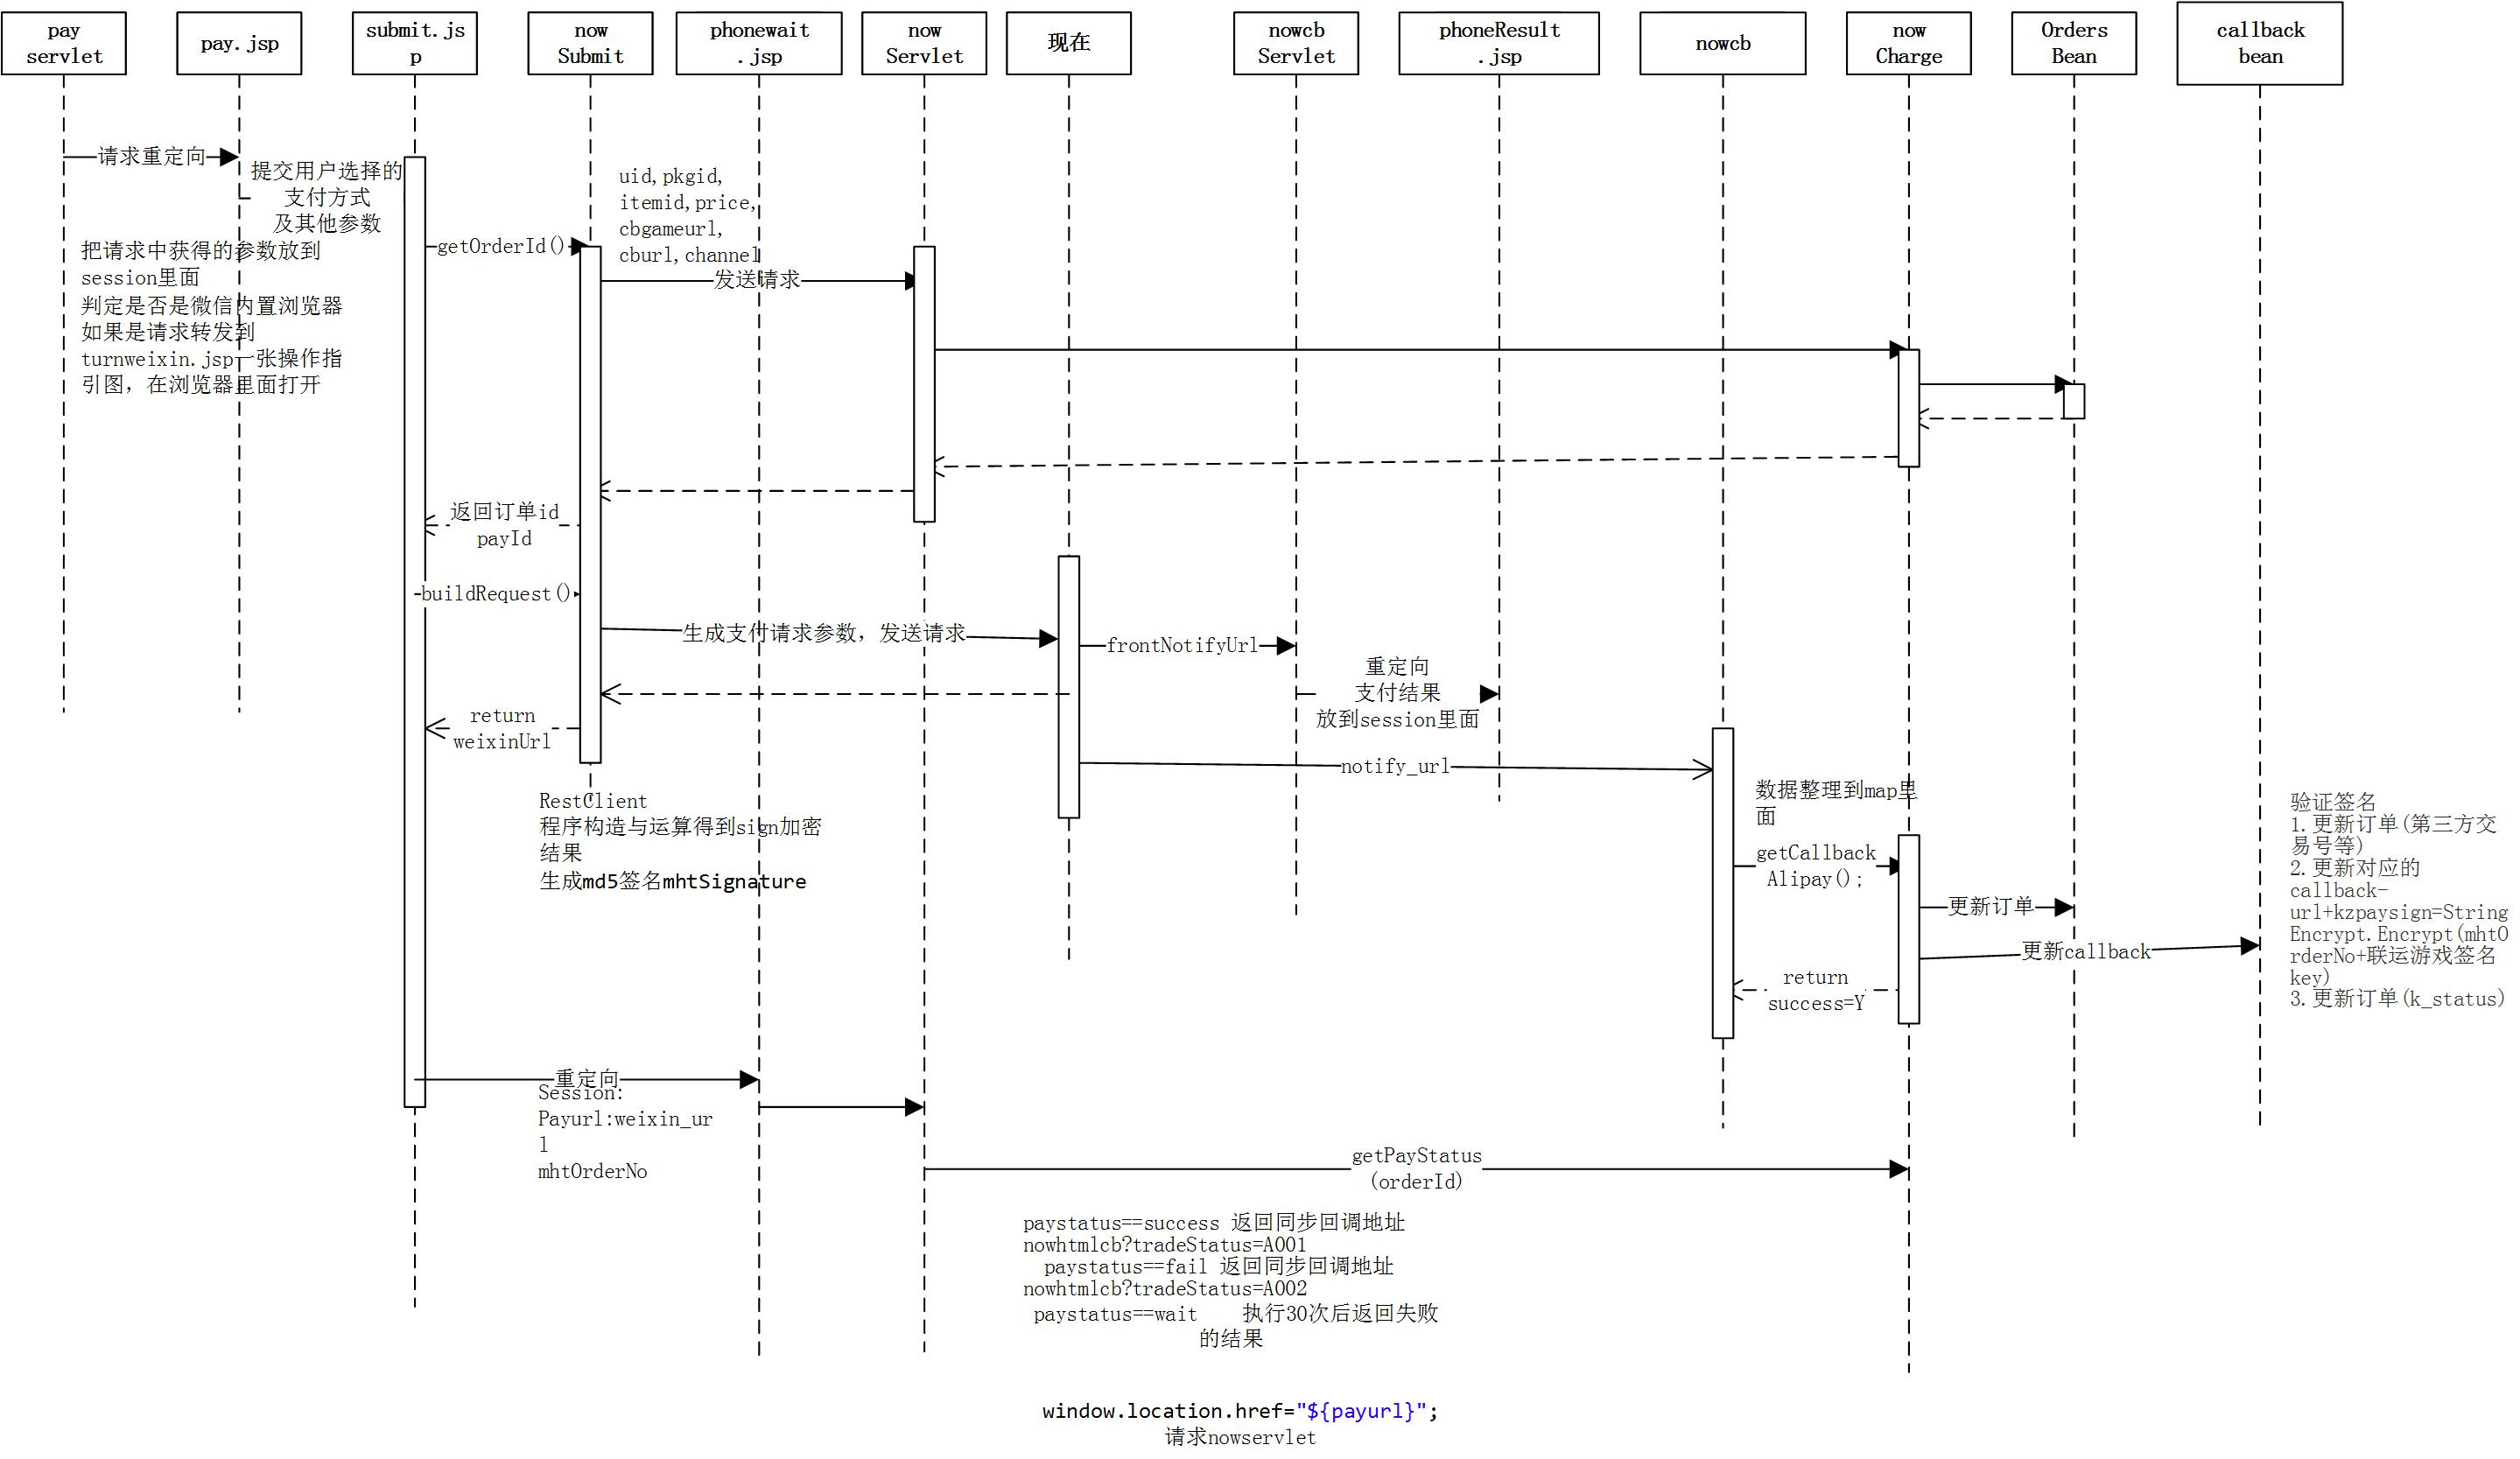 pay
servlet
pay.jsp
submit.js
p
now
Submit
phonewait
.jsp
now
Servlet
现在
nowcb
Servlet
phoneResult
.jsp
nowcb
now
Charge
Orders
Bean
callback
bean
请求重定向
提交用户选择的
支付方式
及其他参数
把请求中获得的参数放到
session里面
判定是否是微信内置浏览器
如果是请求转发到
turnweixin.jsp一张操作指
引图，在浏览器里面打开
getOrderId()
uid,pkgid,
itemid,price,
cbgameurl,
cburl,channel
发送请求
返回订单id
payId
buildRequest()
生成支付请求参数，发送请求
frontNotifyUrl
重定向
支付结果
放到session里面
return
weixinUrl
notify_url
RestClient
程序构造与运算得到sign加密
结果
生成md5签名mhtSignature
数据整理到map里
面
getCallback
Alipay();
更新订单
更新callback
return
success=Y
验证签名
1.更新订单(第三方交
易号等)
2.更新对应的
callback-
url+kzpaysign=String
Encrypt.Encrypt(mhtO
rderNo+联运游戏签名
key)
3.更新订单(k_status)
重定向
Session:
Payurl:weixin_ur
l
mhtOrderNo
getPayStatus
(orderId)
paystatus==success 返回同步回调地址
nowhtmlcb?tradeStatus=A001
paystatus==fail 返回同步回调地址
nowhtmlcb?tradeStatus=A002
paystatus==wait 执行30次后返回失败
的结果
window.location.href="${payurl}";
请求nowservlet